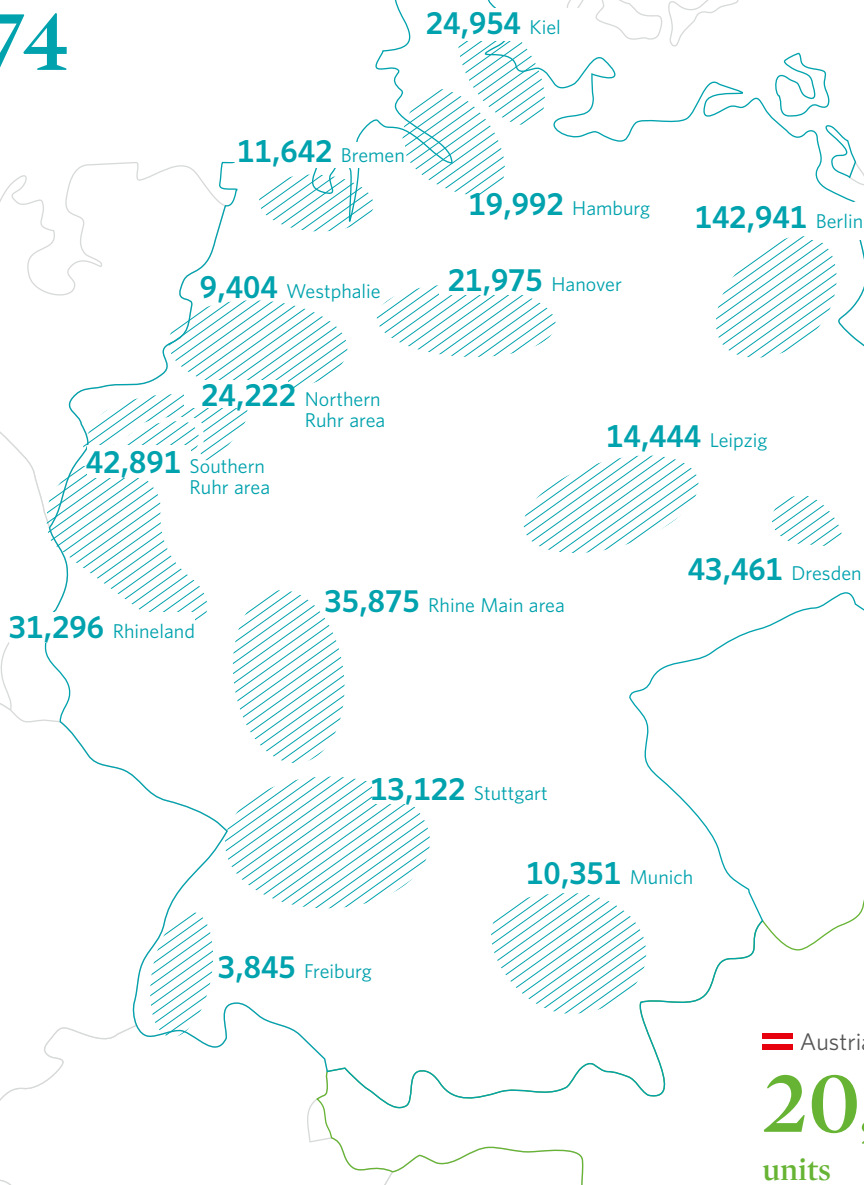 74
24,954 Kiel
11,642 Bremen
19,992 Hamburg
142,941 Berlin
9,404 Westphalie
21,975 Hanover
24,222 Northern
Ruhr area
14,444 Leipzig
42,891 Southern
Ruhr area
43,461 Dresden
35,875 Rhine Main area
31,296 Rhineland
13,122 Stuttgart
10,351 Munich
3,845 Freiburg
Austria
20,
units